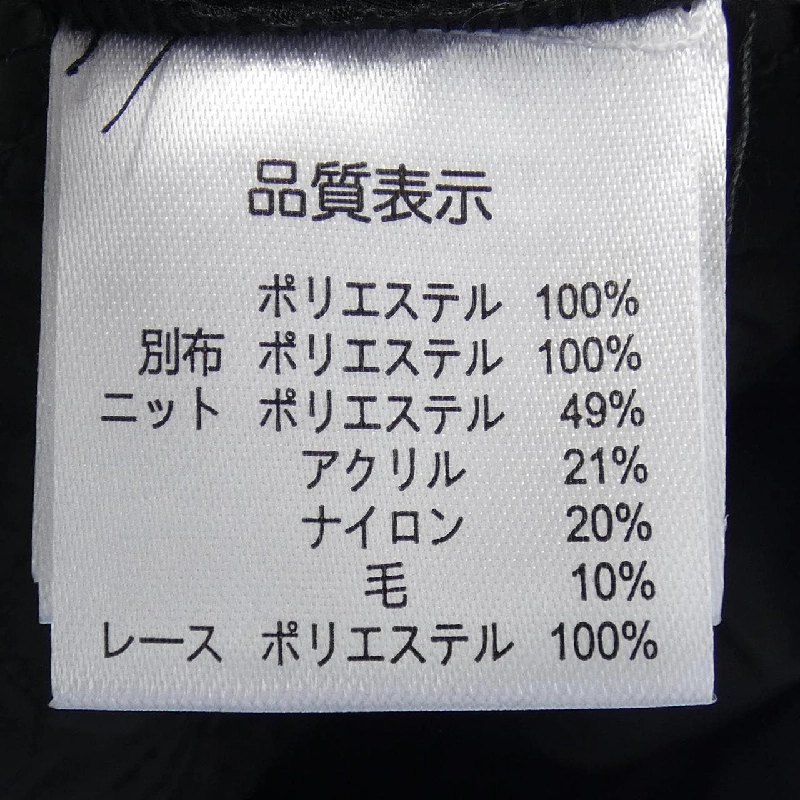 品質表示
ポリエステル 100%
別布 ポリエステル 100%
ニット ポリエステル 49%
アクリル 21%
ナイロン 20%
毛 10%
レース ポリエステル 100%